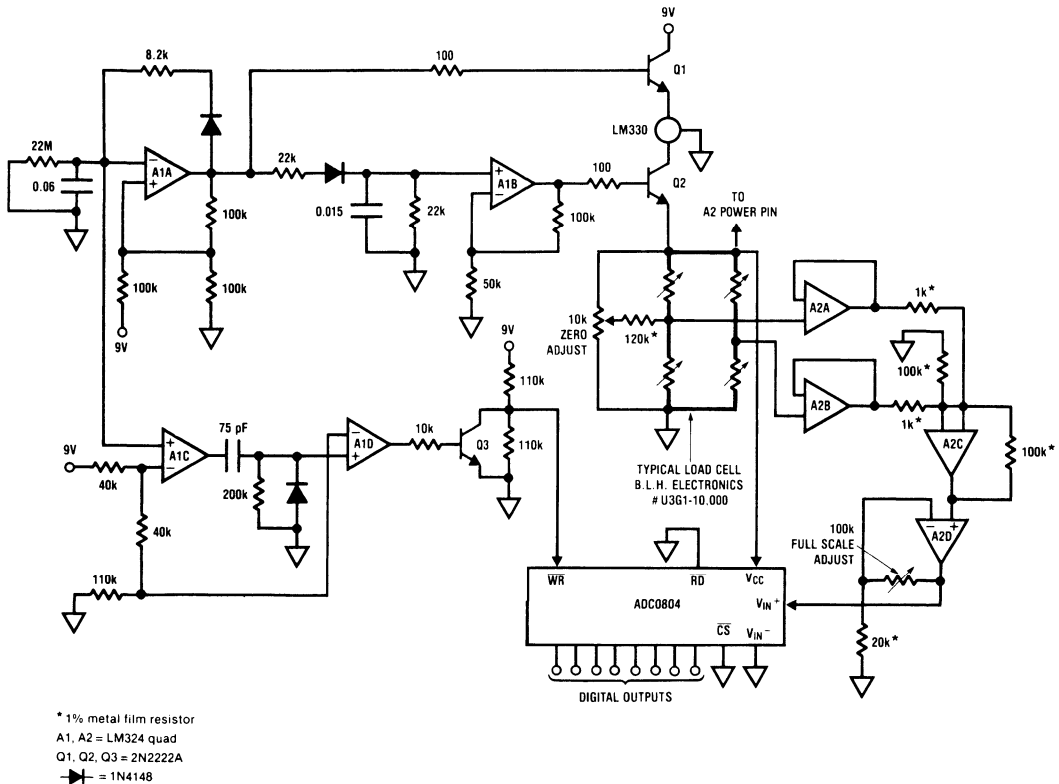 9V
8.2k
100
Q1
LM330
22M
0.06
−
+
A1A
22k
0.015
22k
+
−
A1B
100
Q2
100k
100k
50k
100k
100k
9V
TO
A2 POWER PIN
10k
ZERO
ADJUST
120k*
A2A
1k*
100k*
A2B
1k*
A2C
100k*
9V
110k
110k
9V
40k
+
−
A1C
75 pF
200k
−
+
A1D
10k
Q3
40k
110k
TYPICAL LOAD CELL
B.L.H. ELECTRONICS
# U3G1-10.000
100k
FULL SCALE
ADJUST
− +
A2D
20k*
WR
RD
VCC
ADC0804
VIN+
CS
VIN−
DIGITAL OUTPUTS
* 1% metal film resistor
A1, A2 = LM324 quad
Q1, Q2, Q3 = 2N2222A
= 1N4148